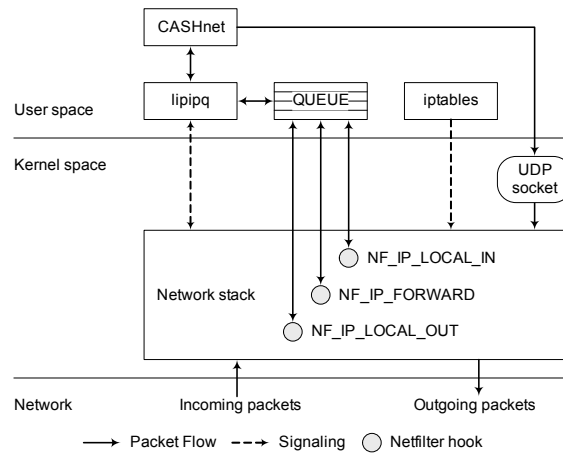 CASHnet
lipipq
QUEUE
iptables
User space
Kernel space
UDP
socket
NF_IP_LOCAL_IN
Network stack
NF_IP_FORWARD
NF_IP_LOCAL_OUT
Network
Incoming packets
Outgoing packets
Packet Flow
Signaling
Netfilter hook